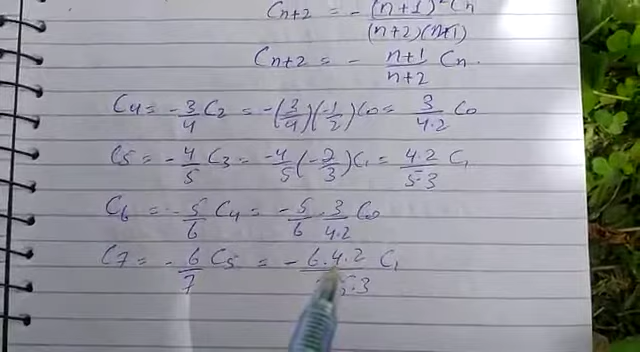 Cn+2 = - (n+1)² Cn / (n+2)(n+1)
Cn+2 = - n+1/n+2 Cn.
C4 = -3/4 C2 = -(3/4)(-1/2)C0 = 3/4·2 C0
C5 = -4/5 C3 = -4/5(-2/3)C1 = 4·2/5·3 C1
C6 = -5/6 C4 = -5/6 · 3/4·2 C0
C7 = -6/7 C5 = -6·4·2/5·3 C1